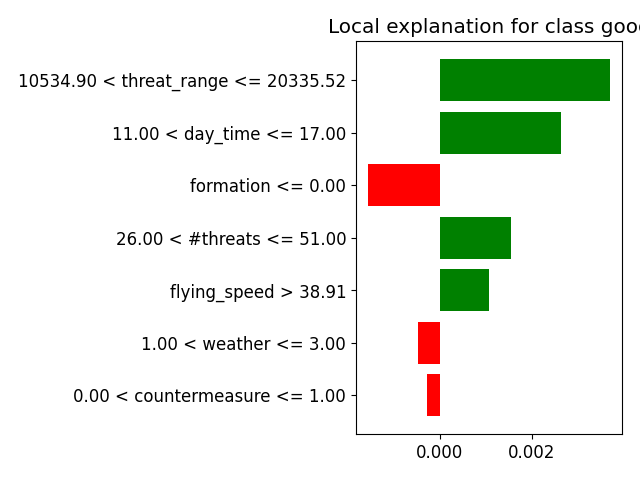 Local explanation for class good
10534.90 < threat_range <= 20335.52
11.00 < day_time <= 17.00
formation <= 0.00
26.00 < #threats <= 51.00
flying_speed > 38.91
1.00 < weather <= 3.00
0.00 < countermeasure <= 1.00
0.000 0.002